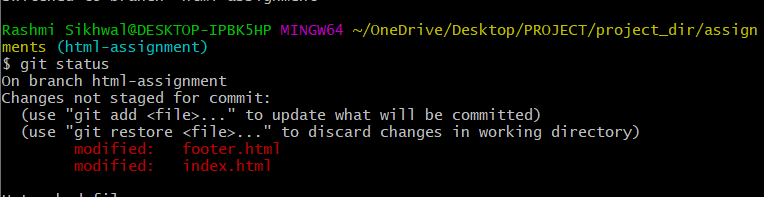 Rashmi Sikhwal@DESKTOP-IPBK5HP MINGW64 ~/OneDrive/Desktop/PROJECT/project_dir/assign
ments (html-assignment)
$ git status
On branch html-assignment
Changes not staged for commit:
  (use "git add <file>..." to update what will be committed)
  (use "git restore <file>..." to discard changes in working directory)
        modified:   footer.html
        modified:   index.html